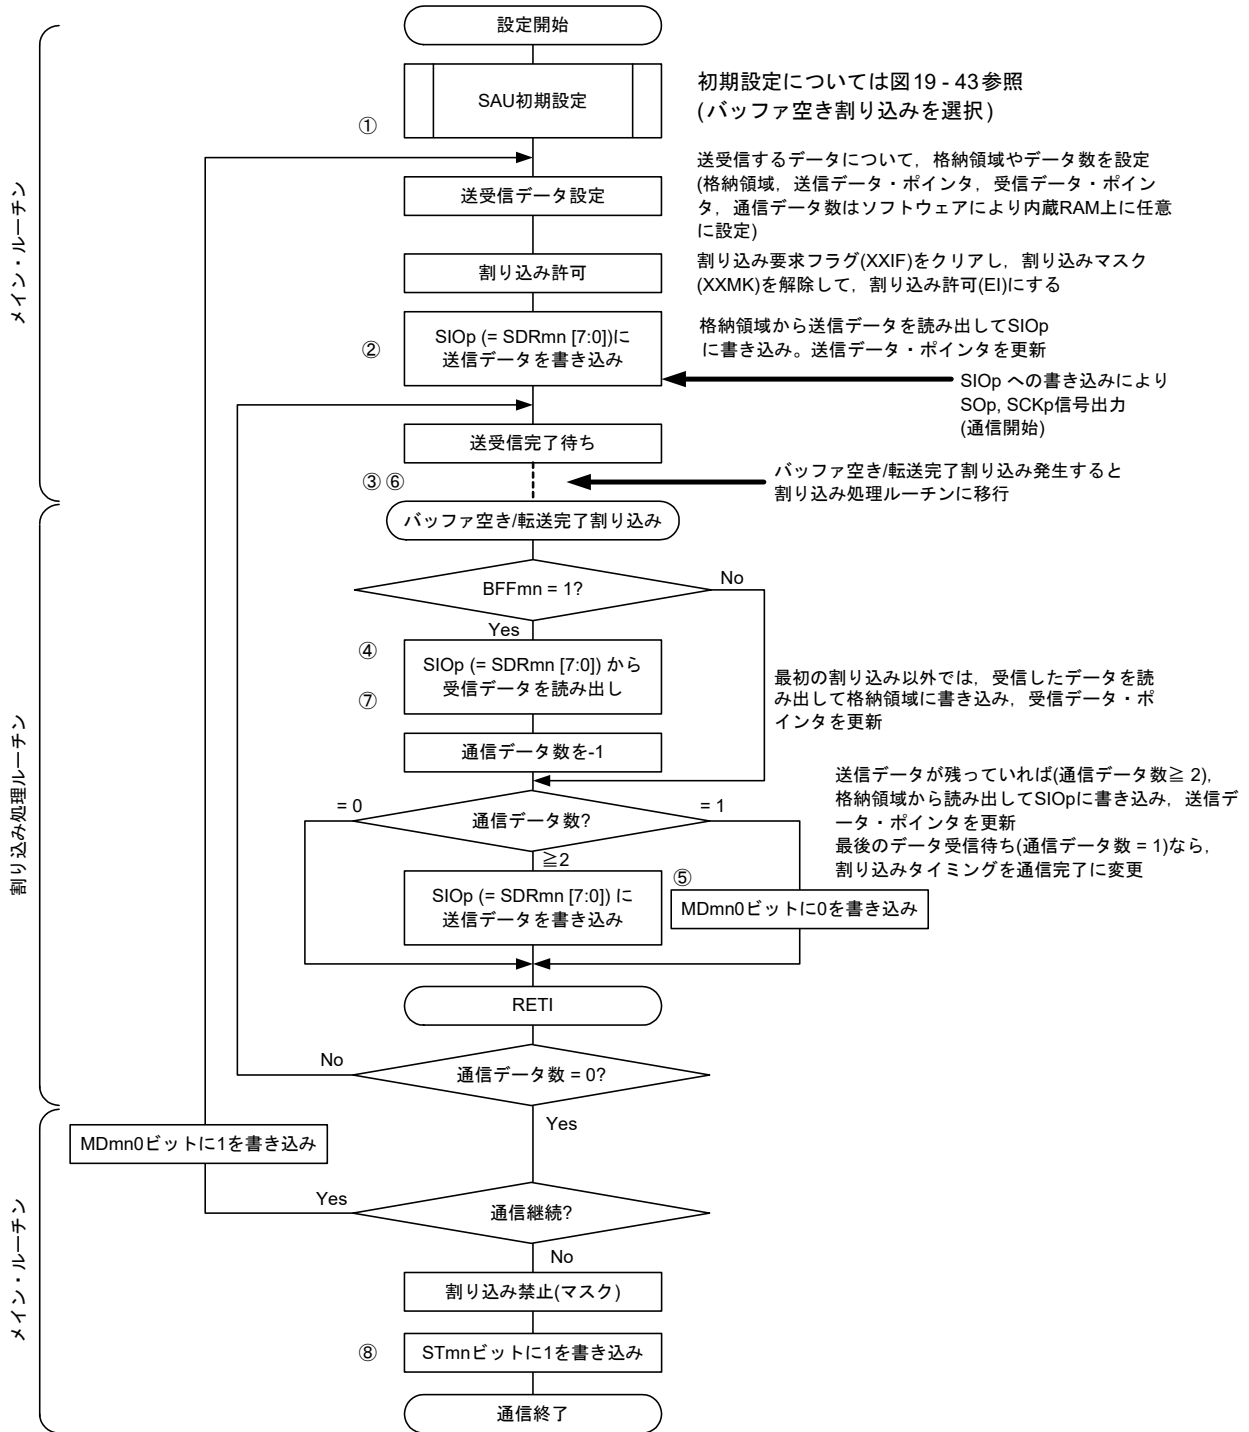 設定開始
SAU初期設定
初期設定については図19 - 43参照
(バッファ空き割り込みを選択)
①
送受信するデータについて，格納領域やデータ数を設定
(格納領域，送信データ・ポインタ，受信データ・ポイン
タ，通信データ数はソフトウェアにより内蔵RAM上に任意
に設定)
送受信データ設定
メイン・ルーチン
割り込み許可
割り込み要求フラグ(XXIF)をクリアし，割り込みマスク
(XXMK)を解除して，割り込み許可(EI)にする
②
SIOp (= SDRmn [7:0])に
送信データを書き込み
格納領域から送信データを読み出してSIOp
に書き込み。送信データ・ポインタを更新
SIOp への書き込みにより
SOp, SCKp信号出力
(通信開始)
送受信完了待ち
③ ⑥
バッファ空き/転送完了割り込み発生すると
割り込み処理ルーチンに移行
バッファ空き/転送完了割り込み
BFFmn = 1?
No
Yes
④
SIOp (= SDRmn [7:0]) から
受信データを読み出し
⑦
最初の割り込み以外では，受信したデータを読
み出して格納領域に書き込み，受信データ・ポ
インタを更新
割り込み処理ルーチン
通信データ数を-1
送信データが残っていれば(通信データ数≧ 2)，
格納領域から読み出してSIOpに書き込み，送信デ
ータ・ポインタを更新
最後のデータ受信待ち(通信データ数 = 1)なら，
割り込みタイミングを通信完了に変更
= 0
通信データ数?
= 1
≧2
⑤
SIOp (= SDRmn [7:0]) に
送信データを書き込み
MDmn0ビットに0を書き込み
RETI
No
通信データ数 = 0?
Yes
MDmn0ビットに1を書き込み
Yes
通信継続?
No
メイン・ルーチン
割り込み禁止(マスク)
⑧
STmnビットに1を書き込み
通信終了